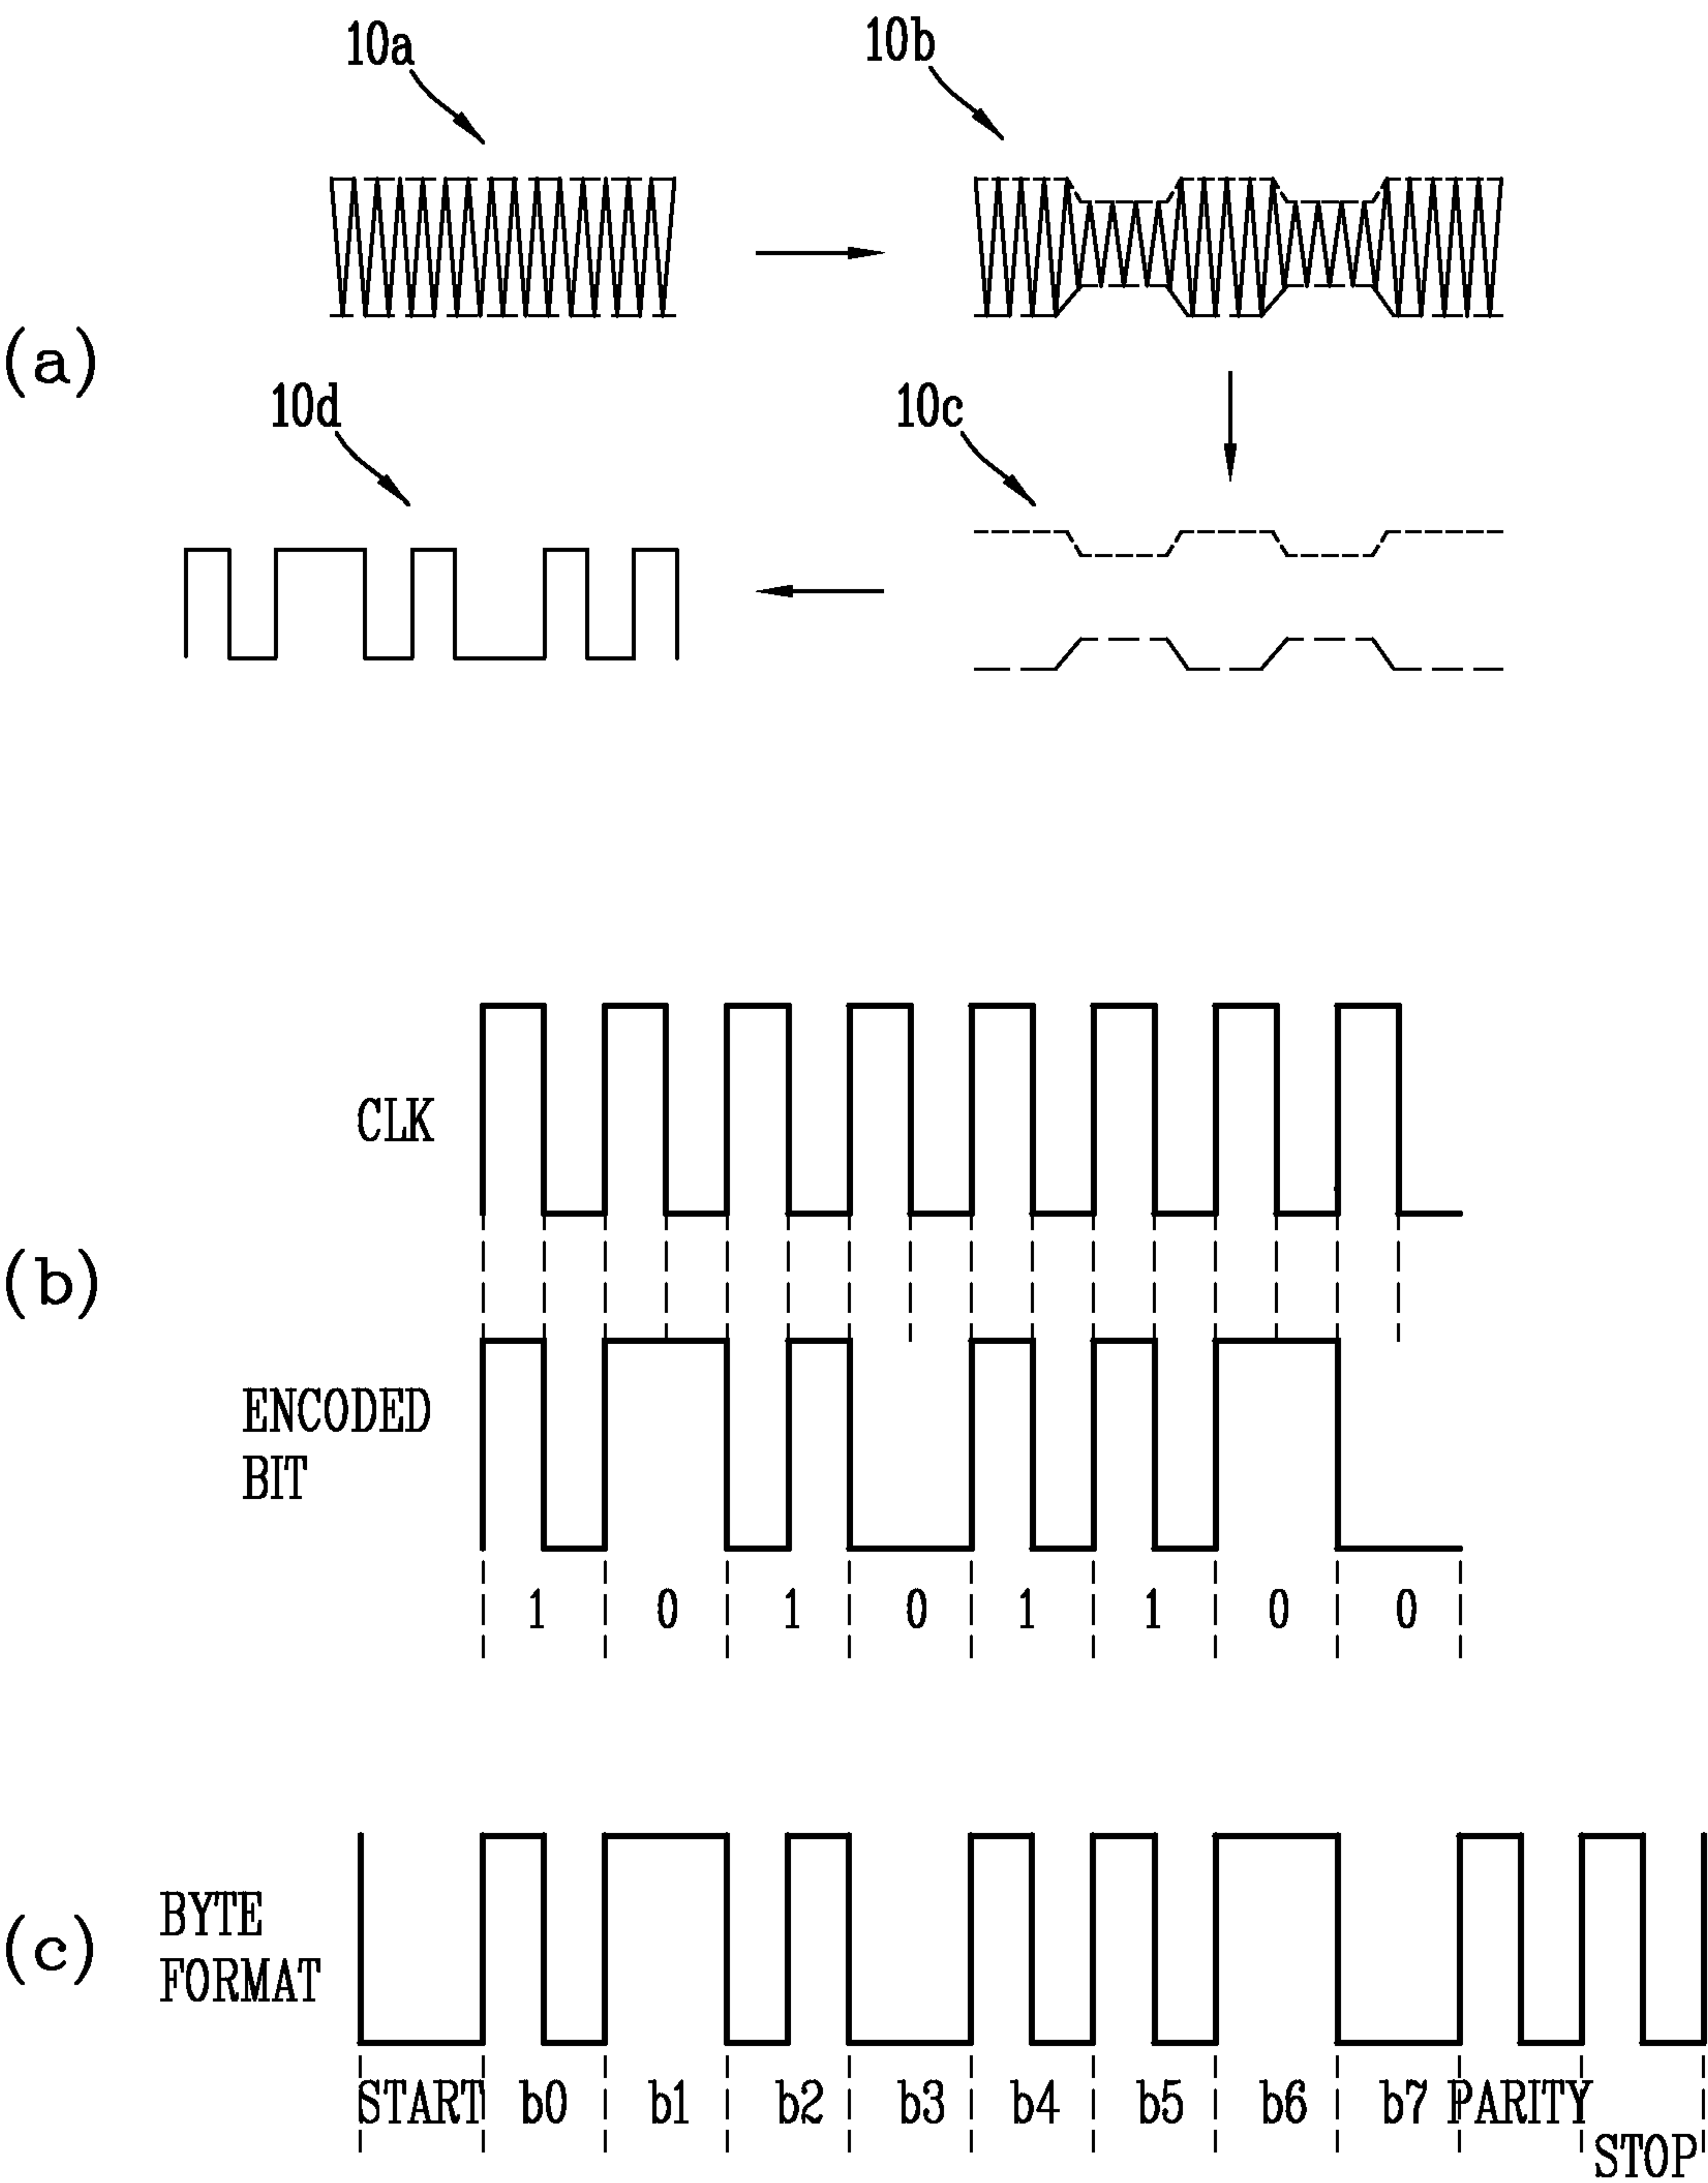 10a
10b
(a)
10d
10c
CLK
(b)
ENCODED
BIT
1 0 1 0 1 1 0 0
(c)
BYTE
FORMAT
START b0 b1 b2 b3 b4 b5 b6 b7 PARITY
STOP